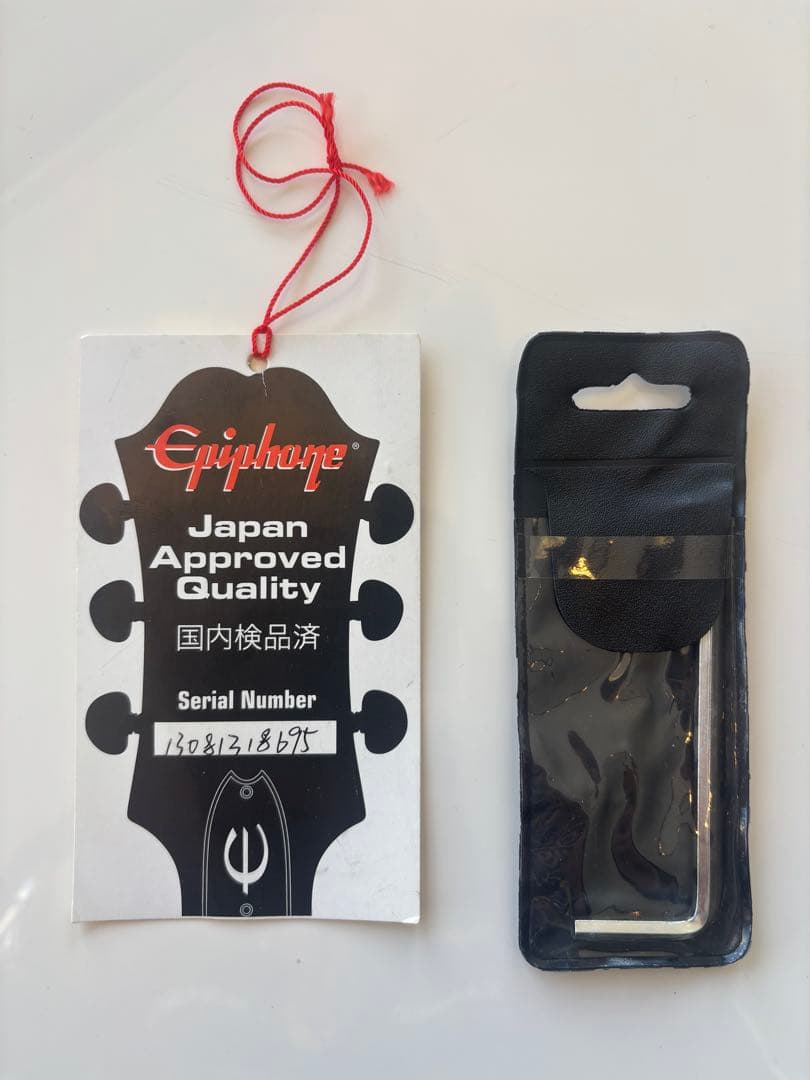 Epiphone®
Japan
Approved
Quality
国内検品済
Serial Number
13081318695